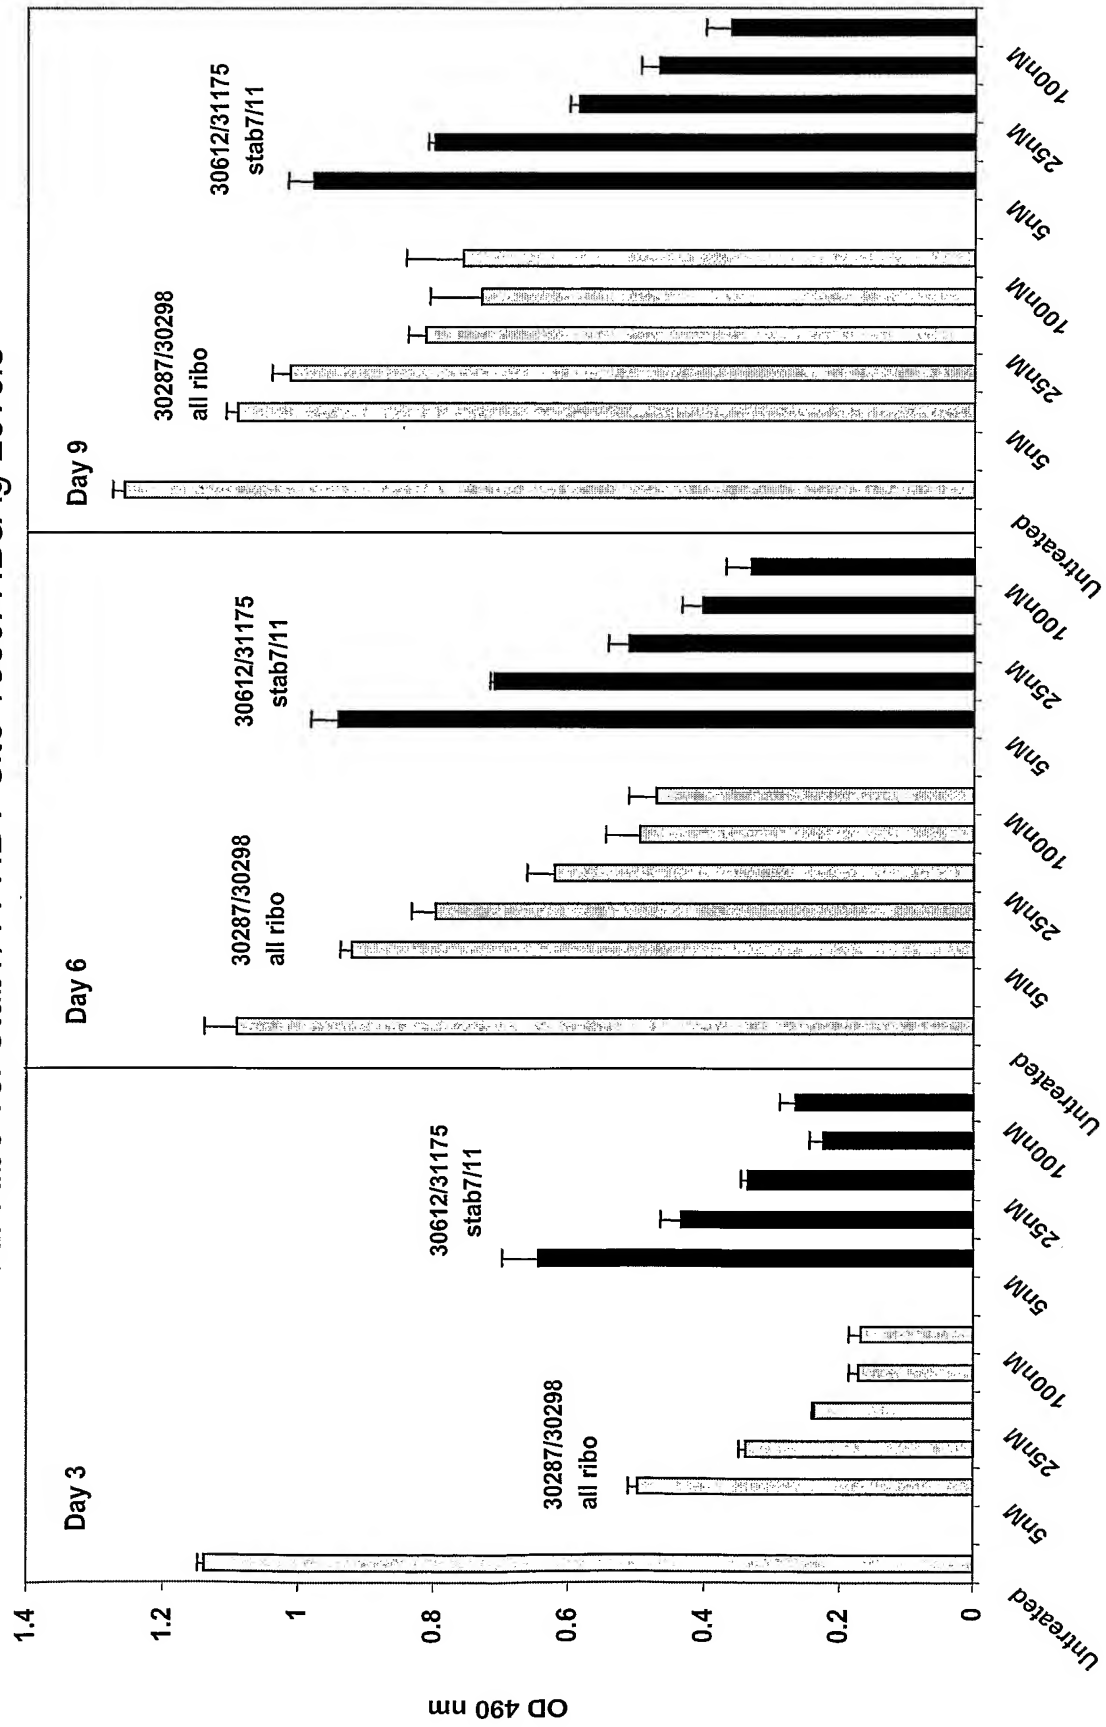 Day 3
Day 6
Day 9
30287/30298
all ribo
30612/31175
stab7/11
30287/30298
all ribo
30612/31175
stab7/11
30287/30298
all ribo
30612/31175
stab7/11
OD 490 nm
1.4
1.2
1
0.8
0.6
0.4
0.2
0
Untreated
5nM
25nM
100nM
5nM
25nM
100nM
Untreated
5nM
25nM
100nM
5nM
25nM
100nM
Untreated
5nM
25nM
100nM
5nM
25nM
100nM